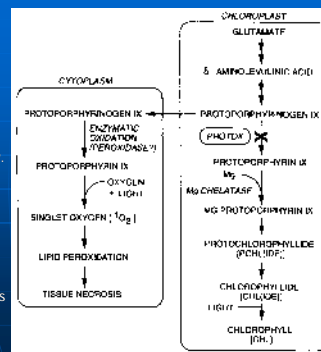 CYTOPLASM
PROTOPORPHYRINOGEN IX
ENZYMATIC
OXIDATION
(PEROXIDASE?)
PROTOPORPHYRIN IX
OXYGEN
+ LIGHT
SINGLET OXYGEN (¹O₂)
LIPID PEROXIDATION
TISSUE NECROSIS
CHLOROPLAST
GLUTAMATE
δ AMINOLEVULINIC ACID
PROTOPORPHYRINOGEN IX
PROTOX
PROTOPORPHYRIN IX
Mg
Mg CHELATASE
MG PROTOPORPHYRIN IX
PROTOCHLOROPHYLLIDE
(PCHLIDE)
CHLOROPHYLLIDE
(CHLIDE)
LIGHT
CHLOROPHYLL